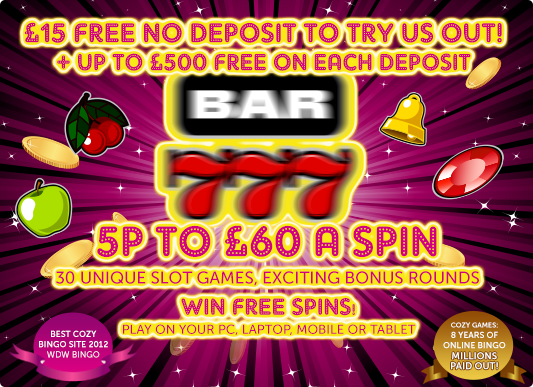 £15 FREE NO DEPOSIT TO TRY US OUT!
+ UP TO £500 FREE ON EACH DEPOSIT
BAR
777
5P TO £60 A SPIN
30 UNIQUE SLOT GAMES, EXCITING BONUS ROUNDS
WIN FREE SPINS!
PLAY ON YOUR PC, LAPTOP, MOBILE OR TABLET
BEST COZY
BINGO SITE 2012
WDW BINGO
COZY GAMES:
8 YEARS OF
ONLINE BINGO
MILLIONS
PAID OUT!